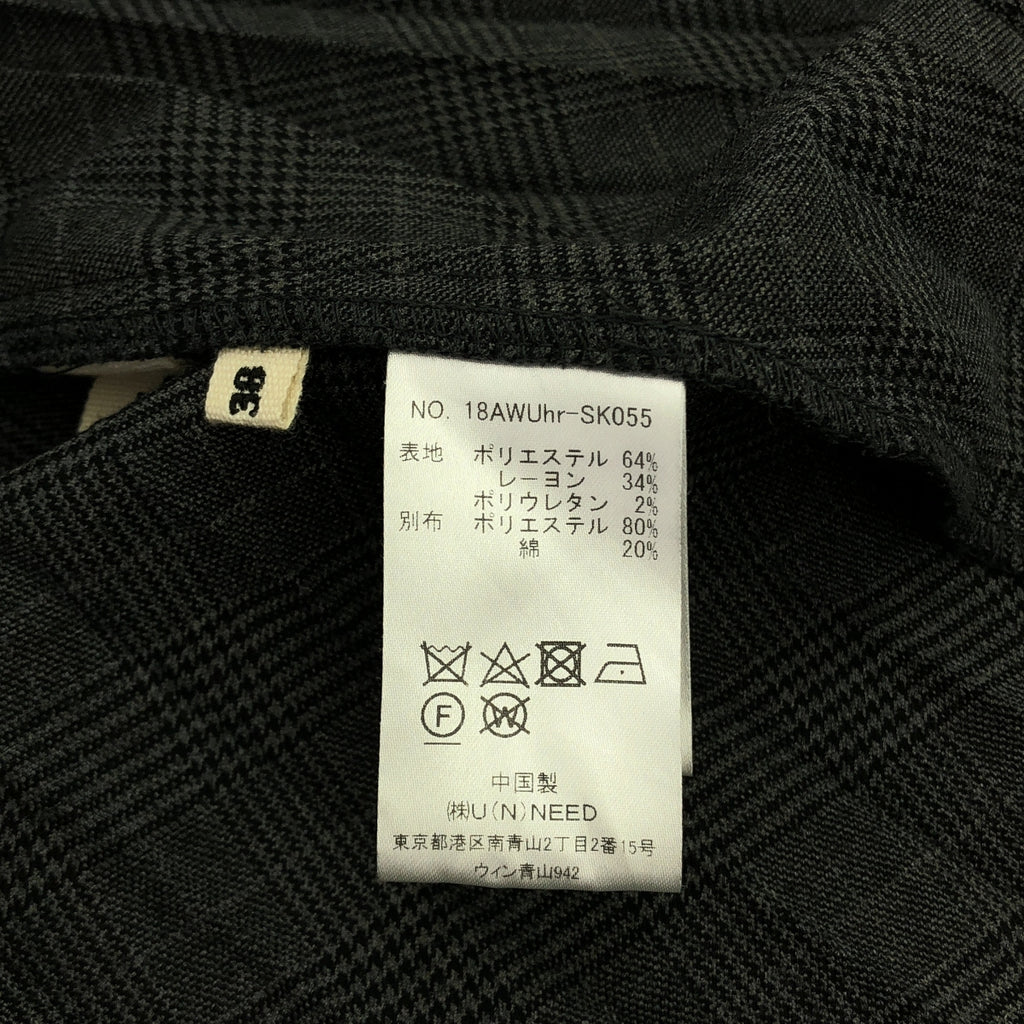 38
NO. 18AWUhr-SK055
表地 ポリエステル 64%
レーヨン 34%
ポリウレタン 2%
別布 ポリエステル 80%
綿 20%
F
W
中国製
㈱U(N)NEED
東京都港区南青山2丁目2番15号
ウィン青山942